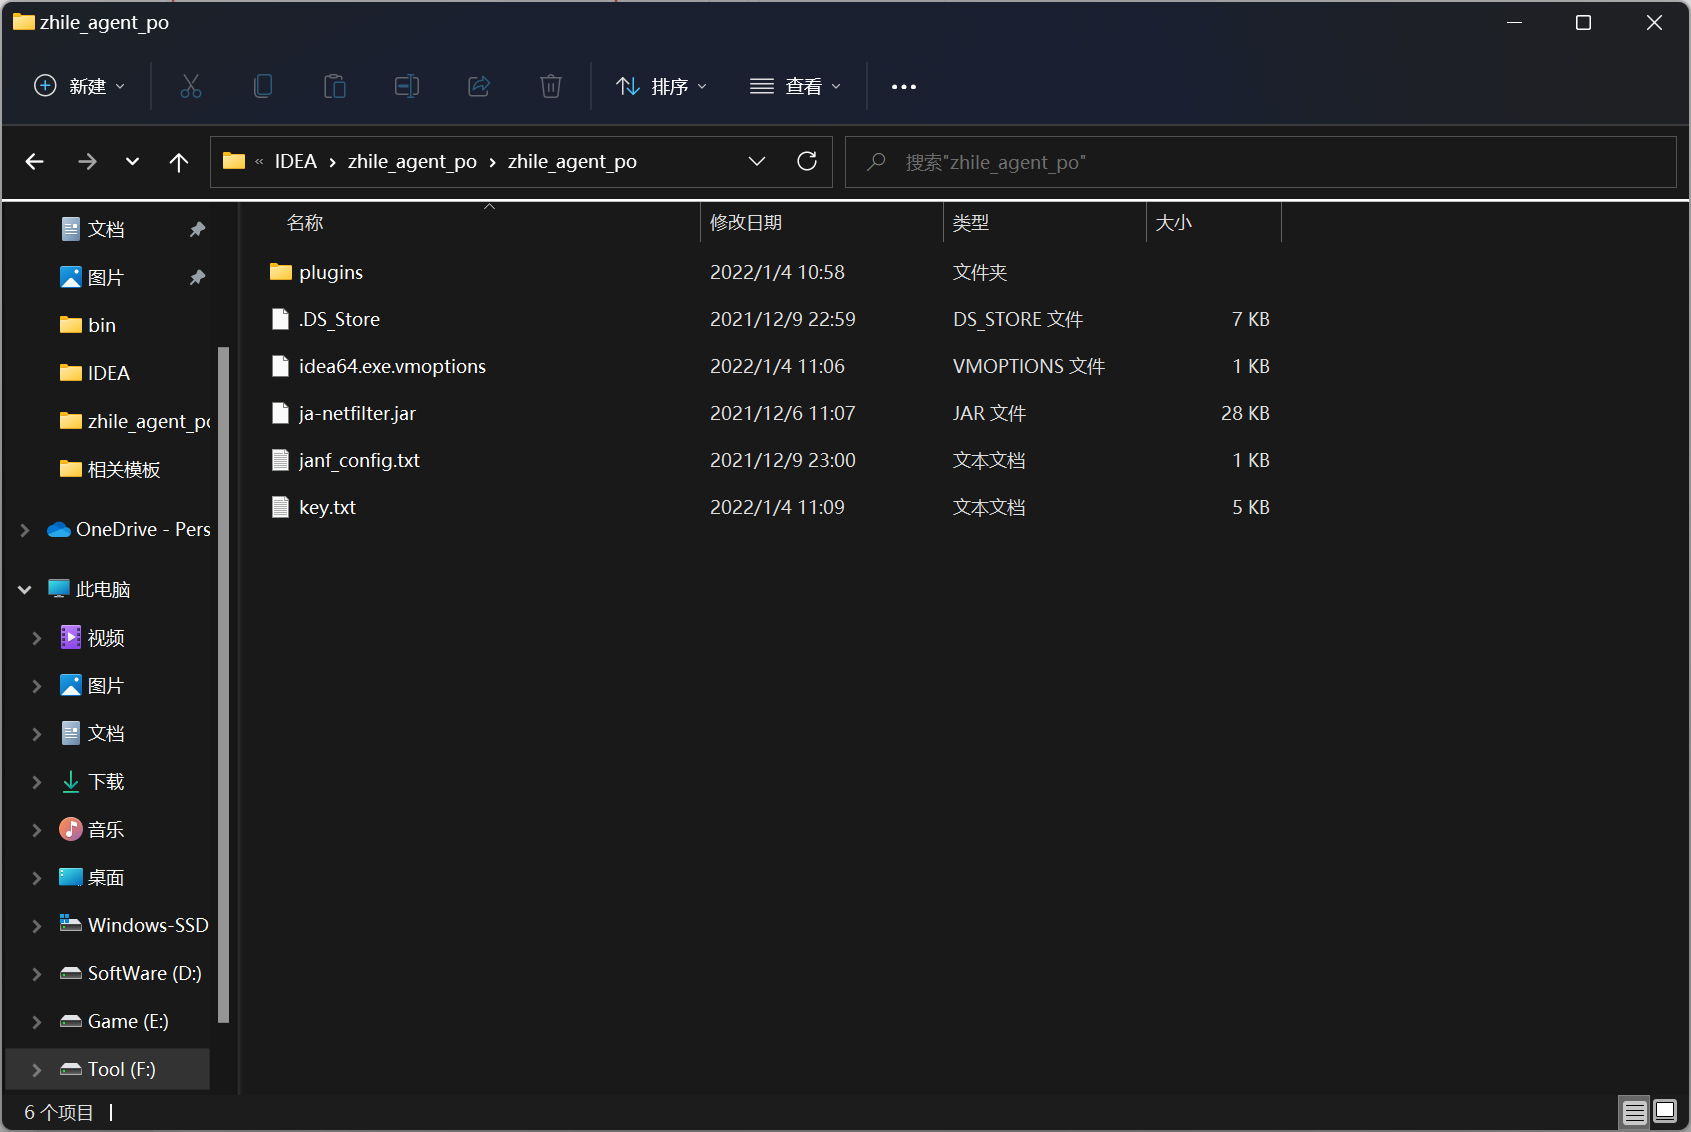 zhile_agent_po
新建
排序
查看
« IDEA › zhile_agent_po › zhile_agent_po
搜索"zhile_agent_po"
名称 修改日期 类型 大小
plugins 2022/1/4 10:58 文件夹
.DS_Store 2021/12/9 22:59 DS_STORE 文件 7 KB
idea64.exe.vmoptions 2022/1/4 11:06 VMOPTIONS 文件 1 KB
ja-netfilter.jar 2021/12/6 11:07 JAR 文件 28 KB
janf_config.txt 2021/12/9 23:00 文本文档 1 KB
key.txt 2022/1/4 11:09 文本文档 5 KB
文档
图片
bin
IDEA
zhile_agent_po
相关模板
OneDrive - Pers
此电脑
视频
图片
文档
下载
音乐
桌面
Windows-SSD
SoftWare (D:)
Game (E:)
Tool (F:)
6 个项目